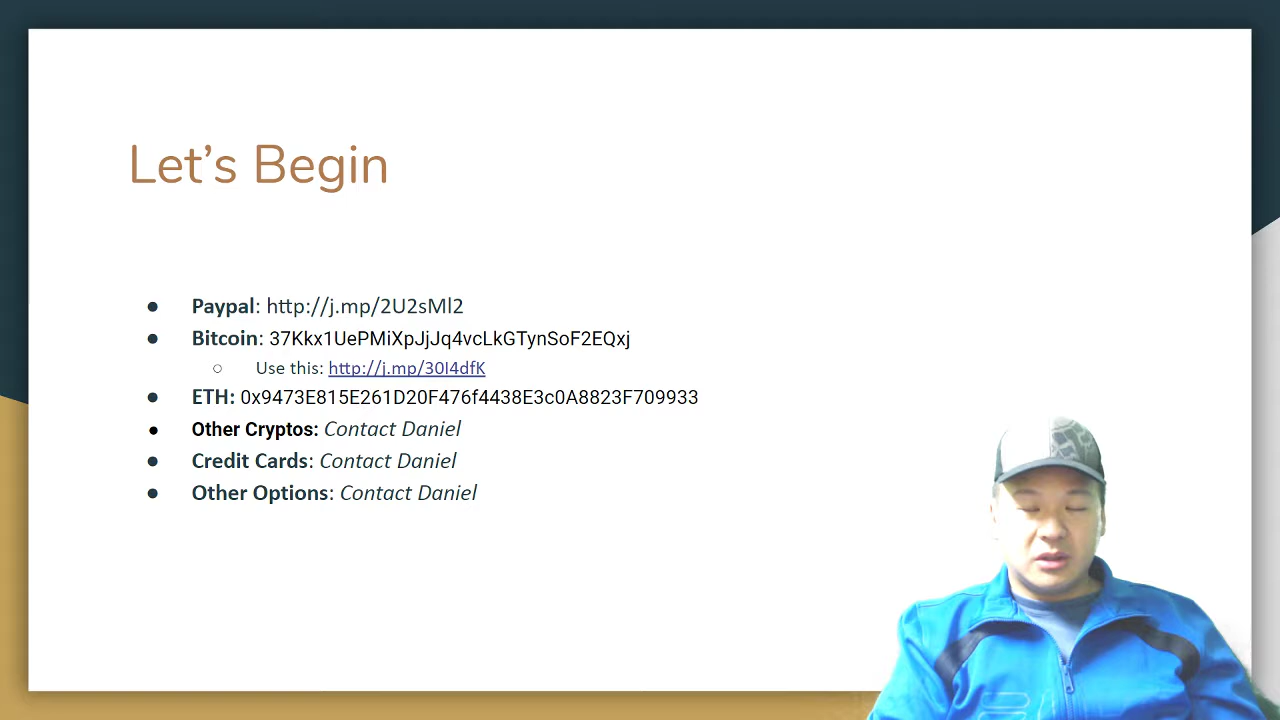 Let's Begin
● Paypal: http://j.mp/2U2sMl2
● Bitcoin: 37Kkx1UePMiXpJjJq4vcLkGTynSoF2EQxj
○ Use this: http://j.mp/30I4dfK
● ETH: 0x9473E815E261D20F476f4438E3c0A8823F709933
● Other Cryptos: Contact Daniel
● Credit Cards: Contact Daniel
● Other Options: Contact Daniel